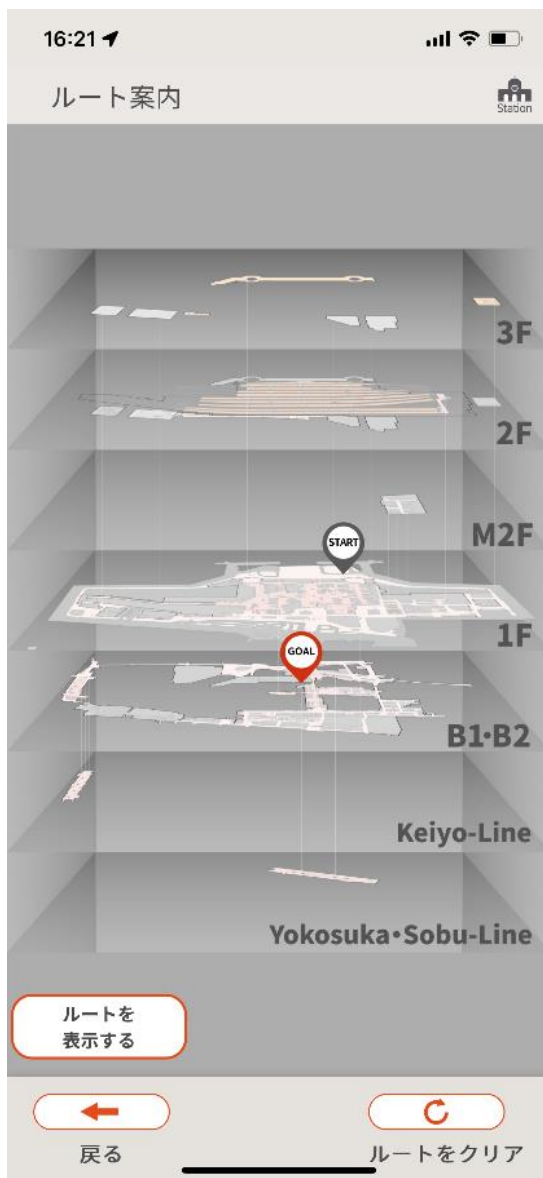 16:21
ルート案内
Station
3F
2F
M2F
START
1F
GOAL
B1•B2
Keiyo-Line
Yokosuka•Sobu-Line
ルートを
表示する
戻る
ルートをクリア